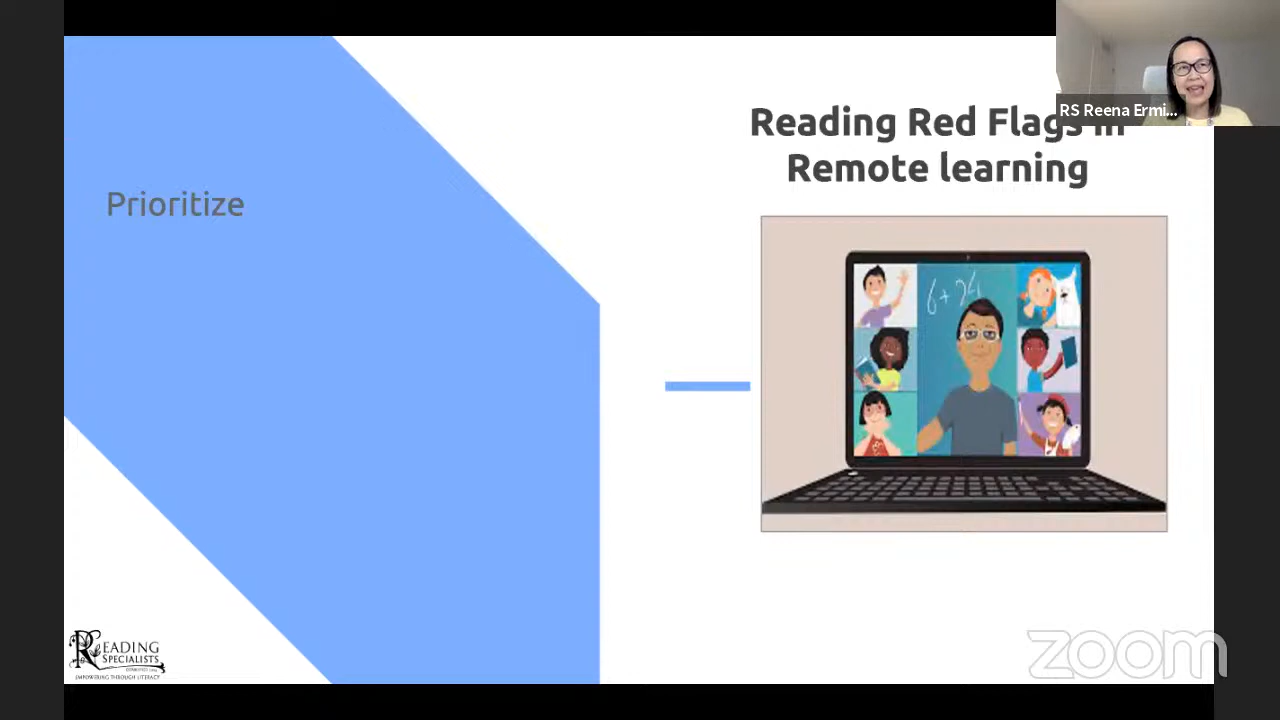 RS Reena Ermi...
Reading Red Flags in
Remote learning
Prioritize
6+24
READING
SPECIALISTS
EMPOWERING THROUGH LITERACY
zoom